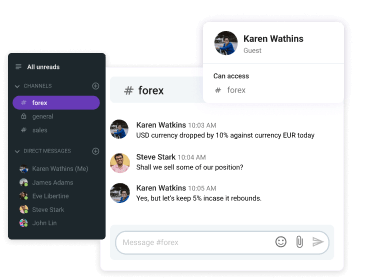 All unreads
CHANNELS
# forex
general
# sales
DIRECT MESSAGES
Karen Wathins (Me)
James Adams
Eve Libertine
Steve Stark
John Lin
Karen Wathins
Guest
Can access
# forex
# forex
Karen Watkins 10:03 AM
USD currency dropped by 10% against currency EUR today
Steve Stark 10:04 AM
Shall we sell some of our position?
Karen Wathins 10:05 AM
Yes, but let's keep 5% incase it rebounds.
Message #forex